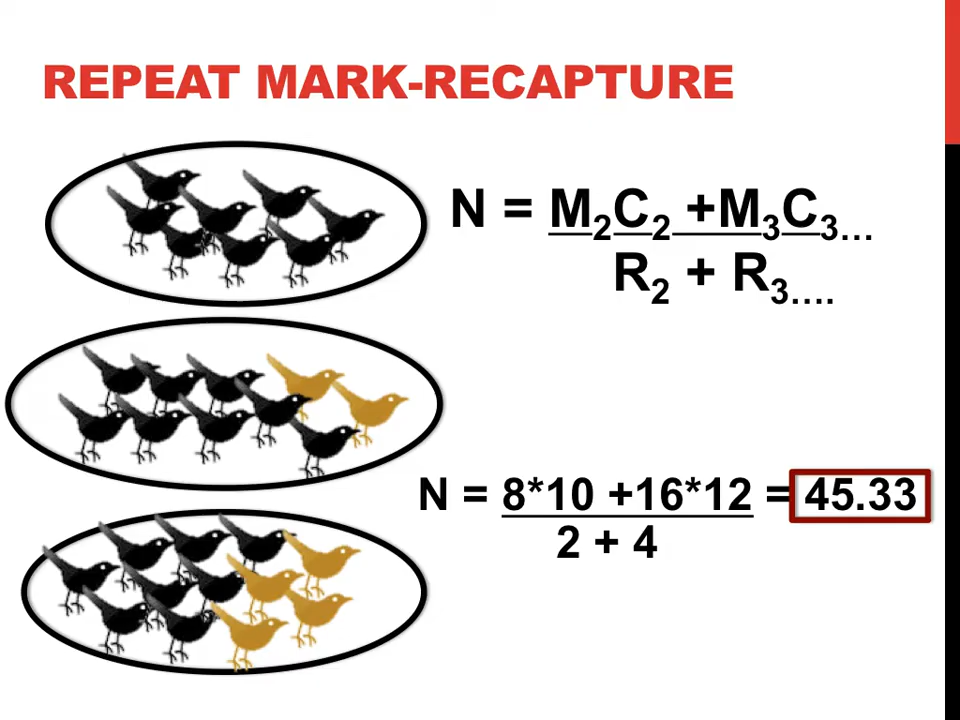 REPEAT MARK-RECAPTURE
N = M₂C₂ +M₃C₃...
R₂ + R₃....
N = 8*10 +16*12 = 45.33
2 + 4